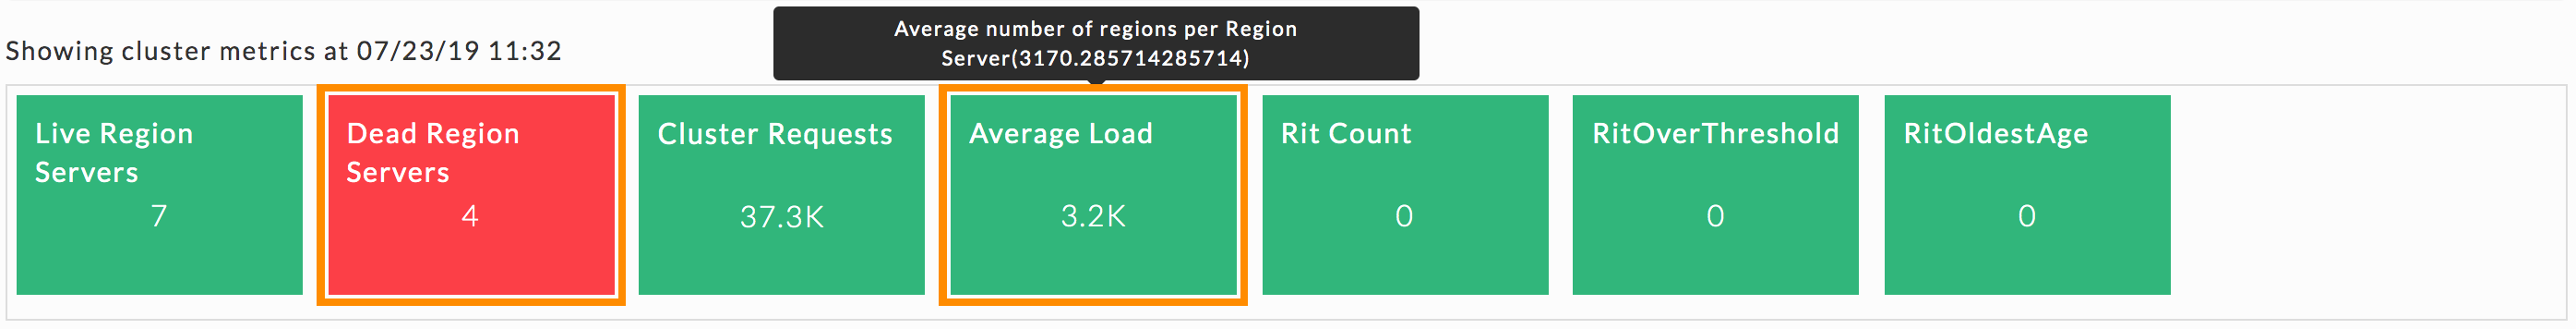 Average number of regions per Region
Server(3170.285714285714)
Showing cluster metrics at 07/23/19 11:32
Live Region
Servers
7
Dead Region
Servers
4
Cluster Requests
37.3K
Average Load
3.2K
Rit Count
0
RitOverThreshold
0
RitOldestAge
0